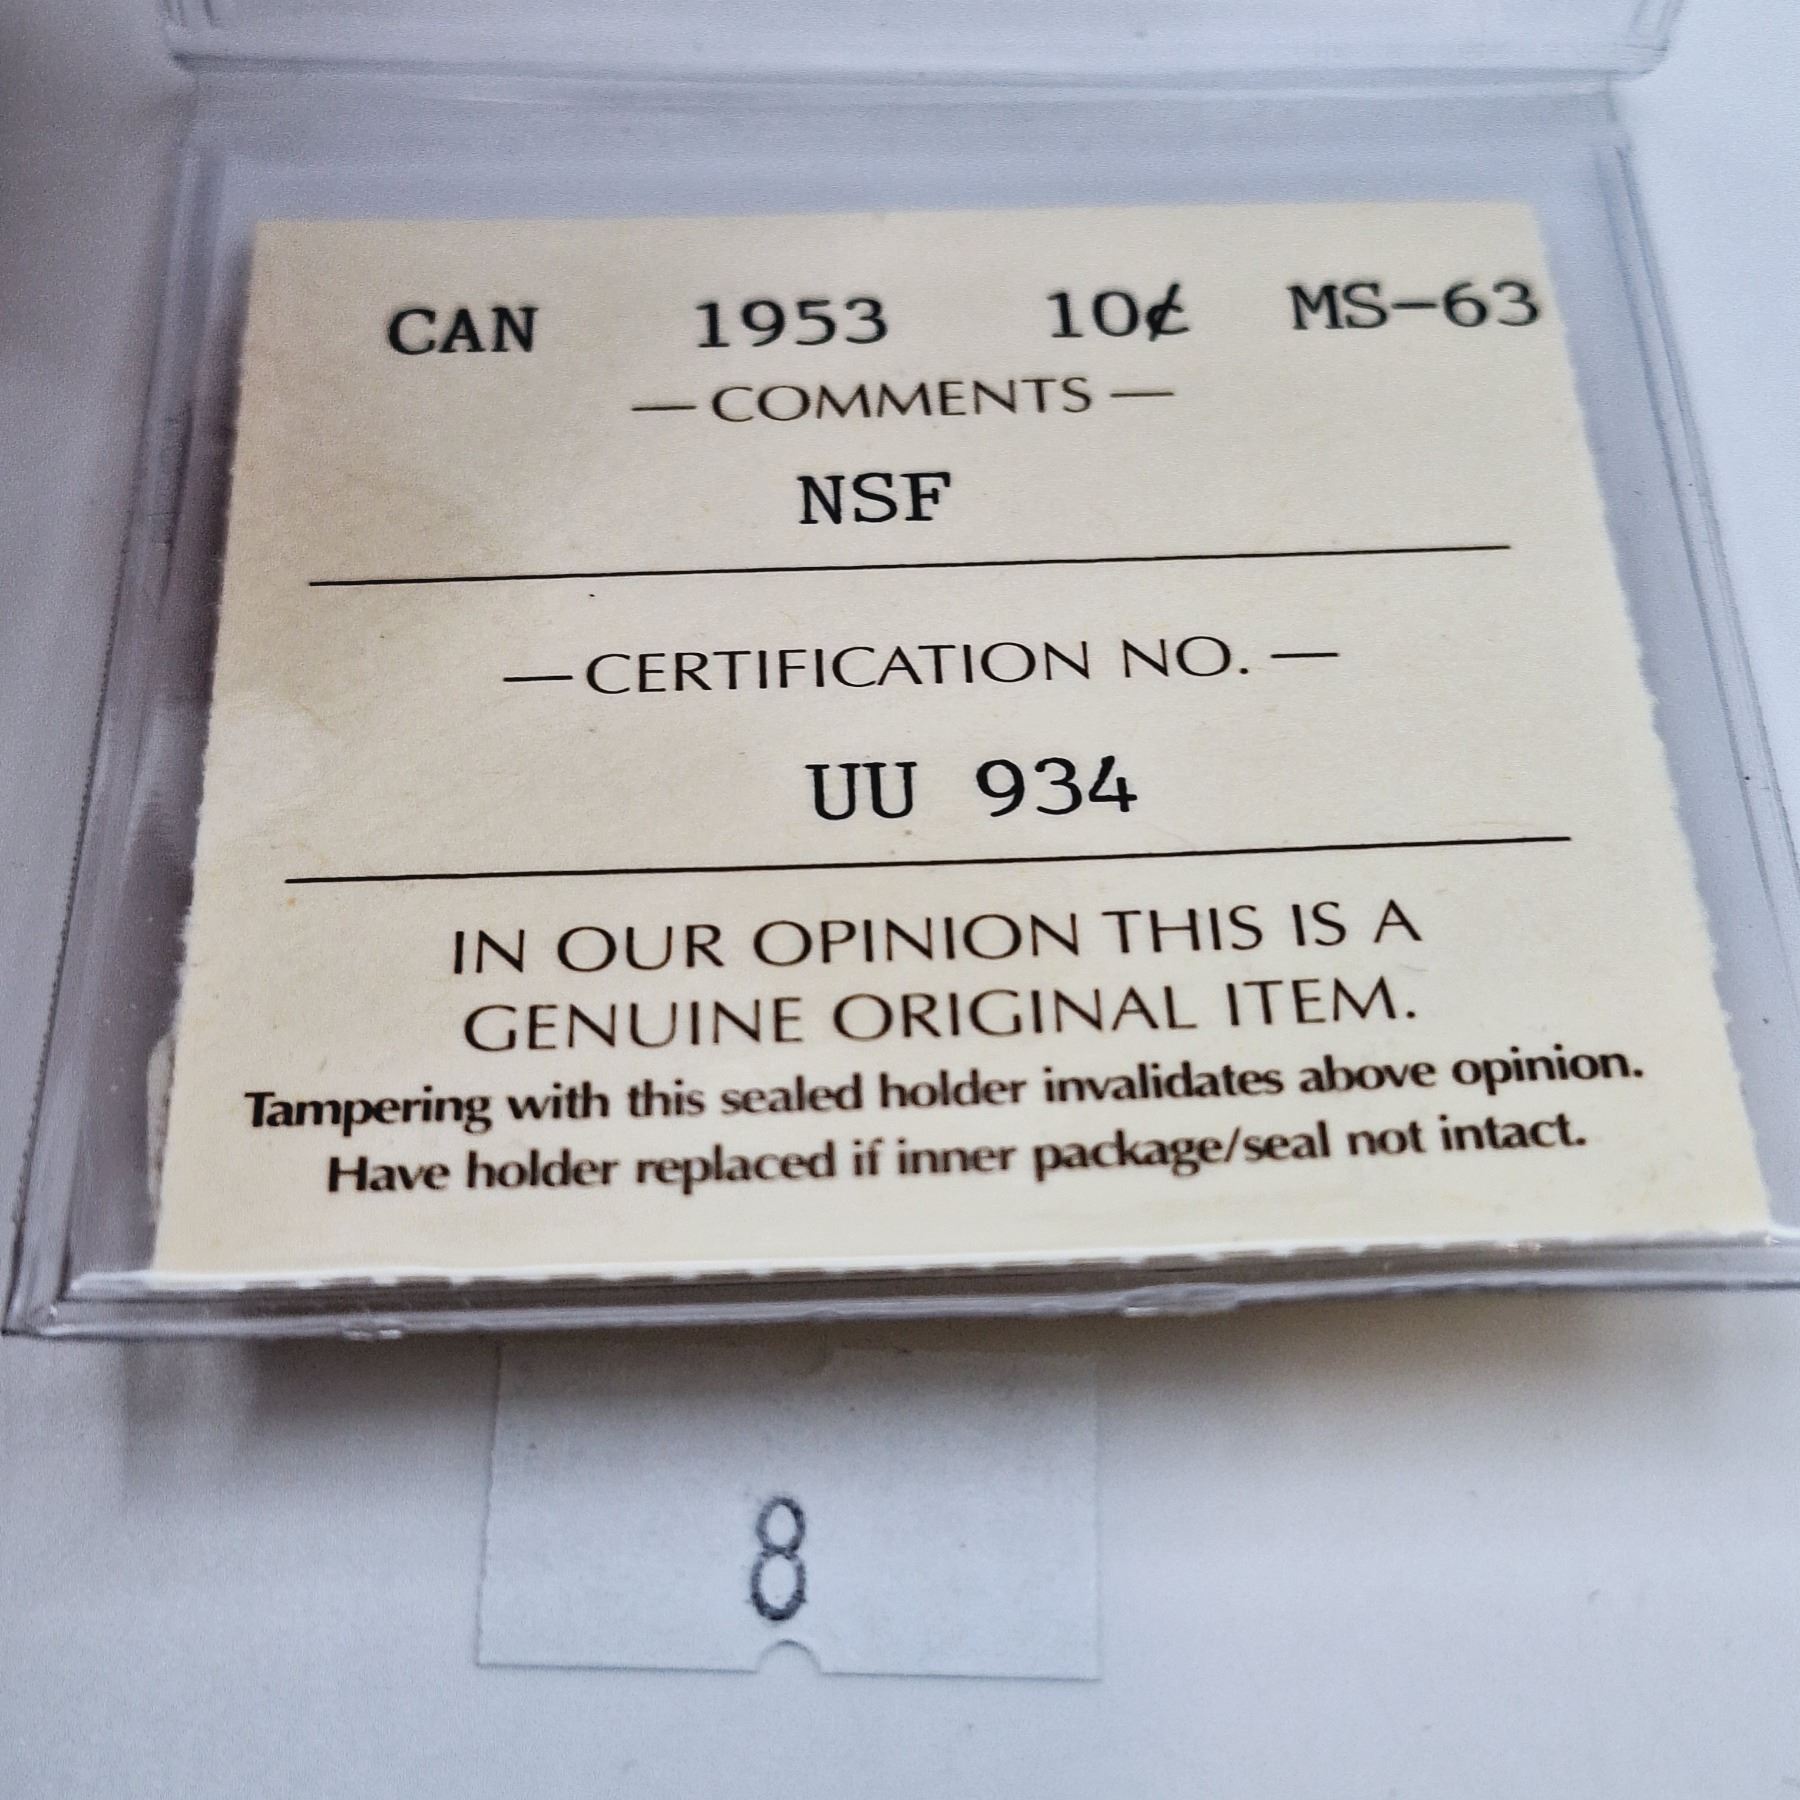 CAN 1953 10¢ MS-63
— COMMENTS —
NSF
— CERTIFICATION NO. —
UU 934
IN OUR OPINION THIS IS A
GENUINE ORIGINAL ITEM.
Tampering with this sealed holder invalidates above opinion.
Have holder replaced if inner package/seal not intact.
8